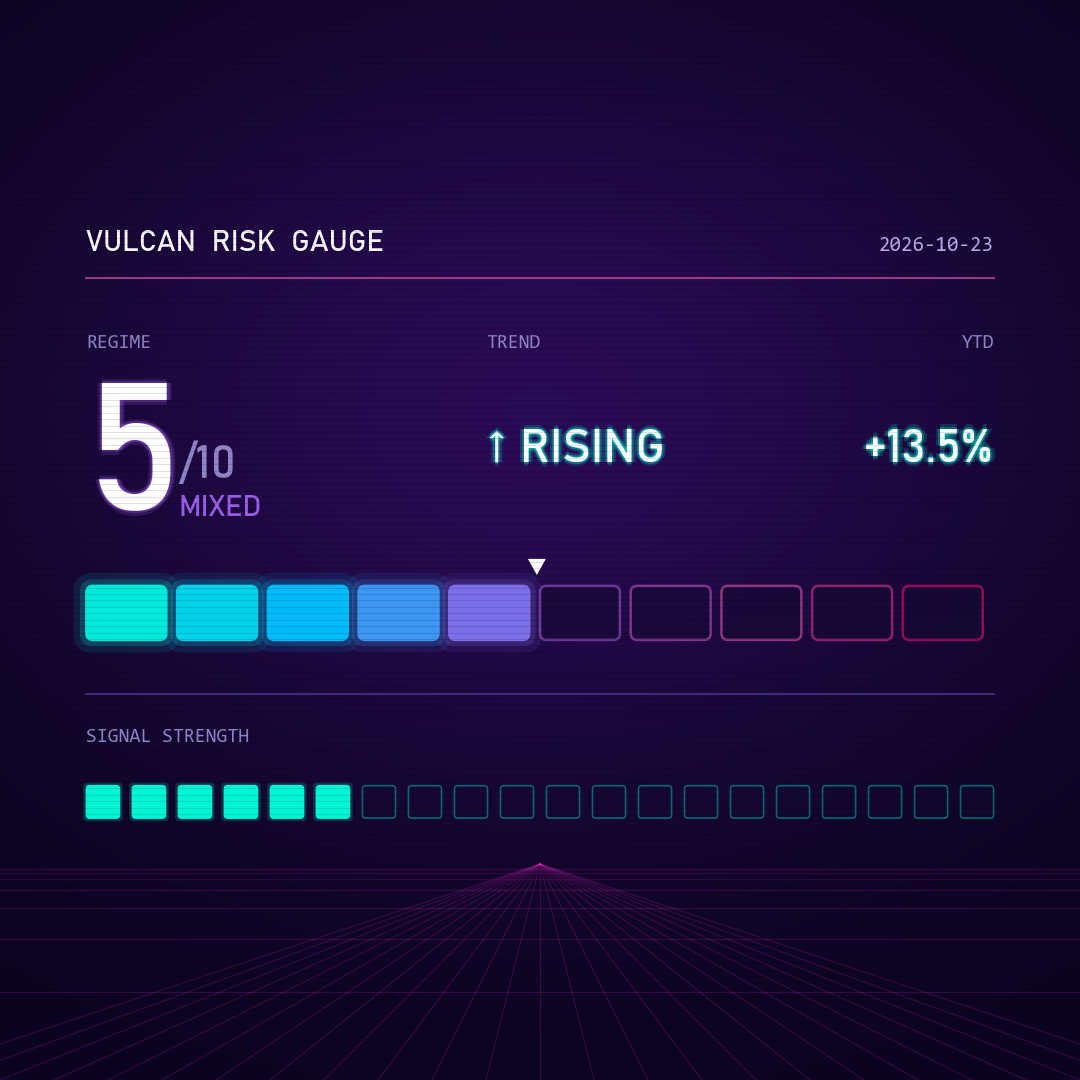 VULCAN RISK GAUGE 2026-10-23
REGIME TREND YTD
5/10 MIXED ↑ RISING +13.5%
SIGNAL STRENGTH